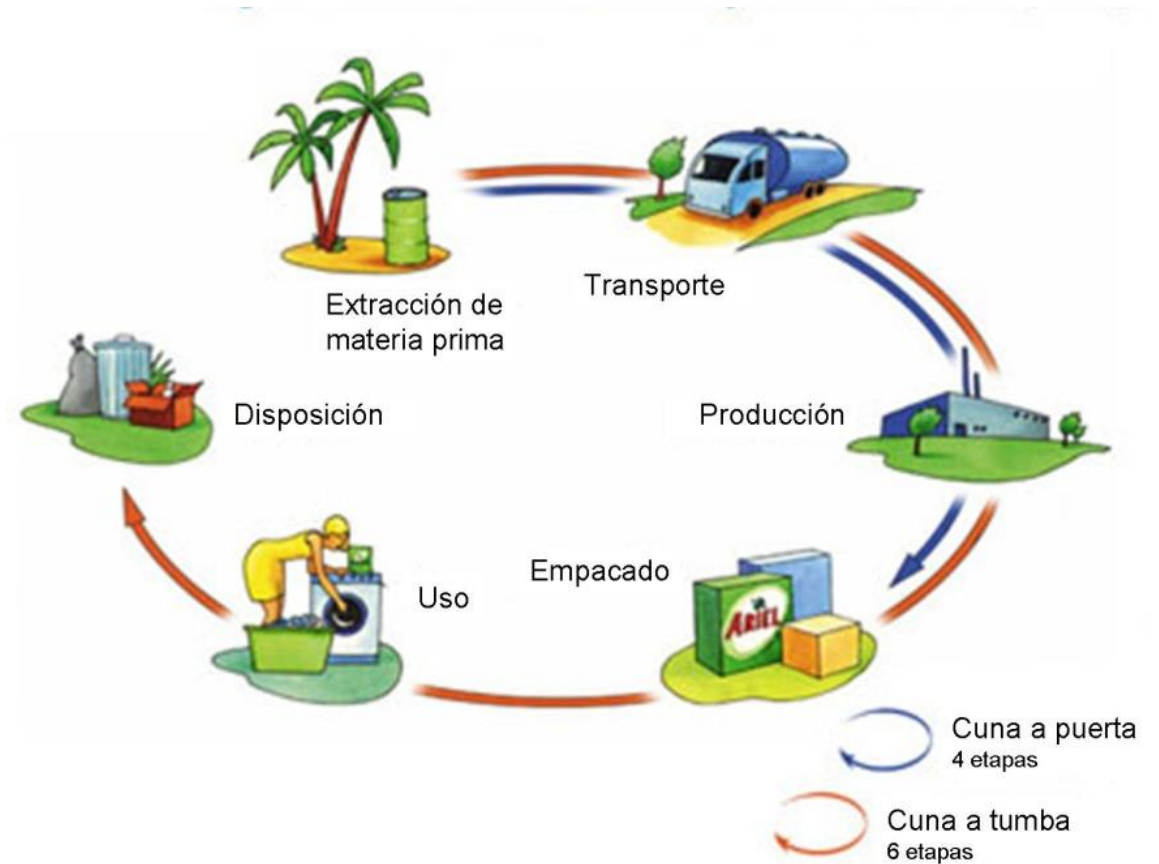 Transporte
Extracción de
materia prima
Disposición
Producción
Empacado
Uso
ARIEL
Cuna a puerta
4 etapas
Cuna a tumba
6 etapas